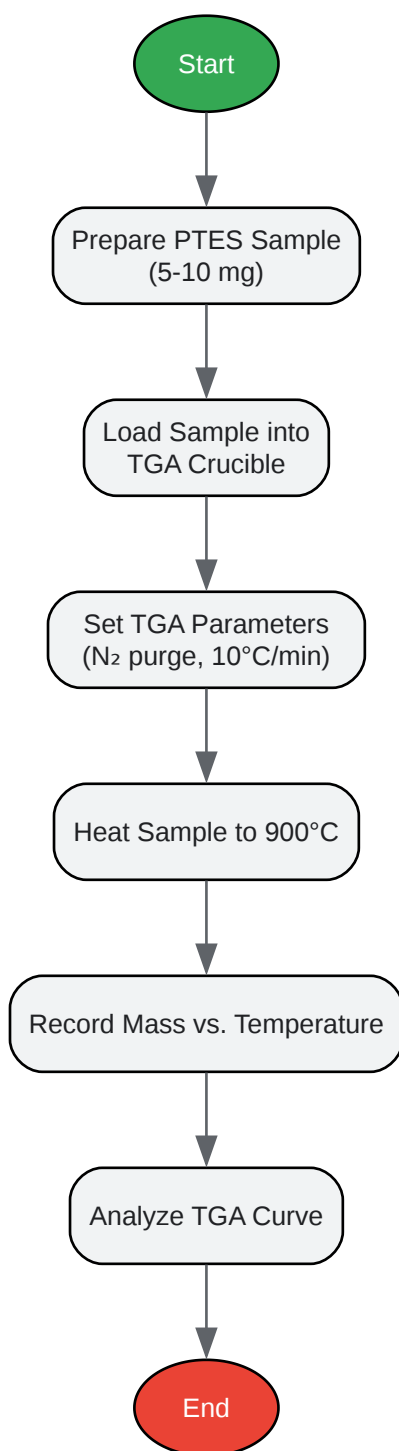 Start
Prepare PTES Sample
(5-10 mg)
Load Sample into
TGA Crucible
Set TGA Parameters
(N₂ purge, 10°C/min)
Heat Sample to 900°C
Record Mass vs. Temperature
Analyze TGA Curve
End